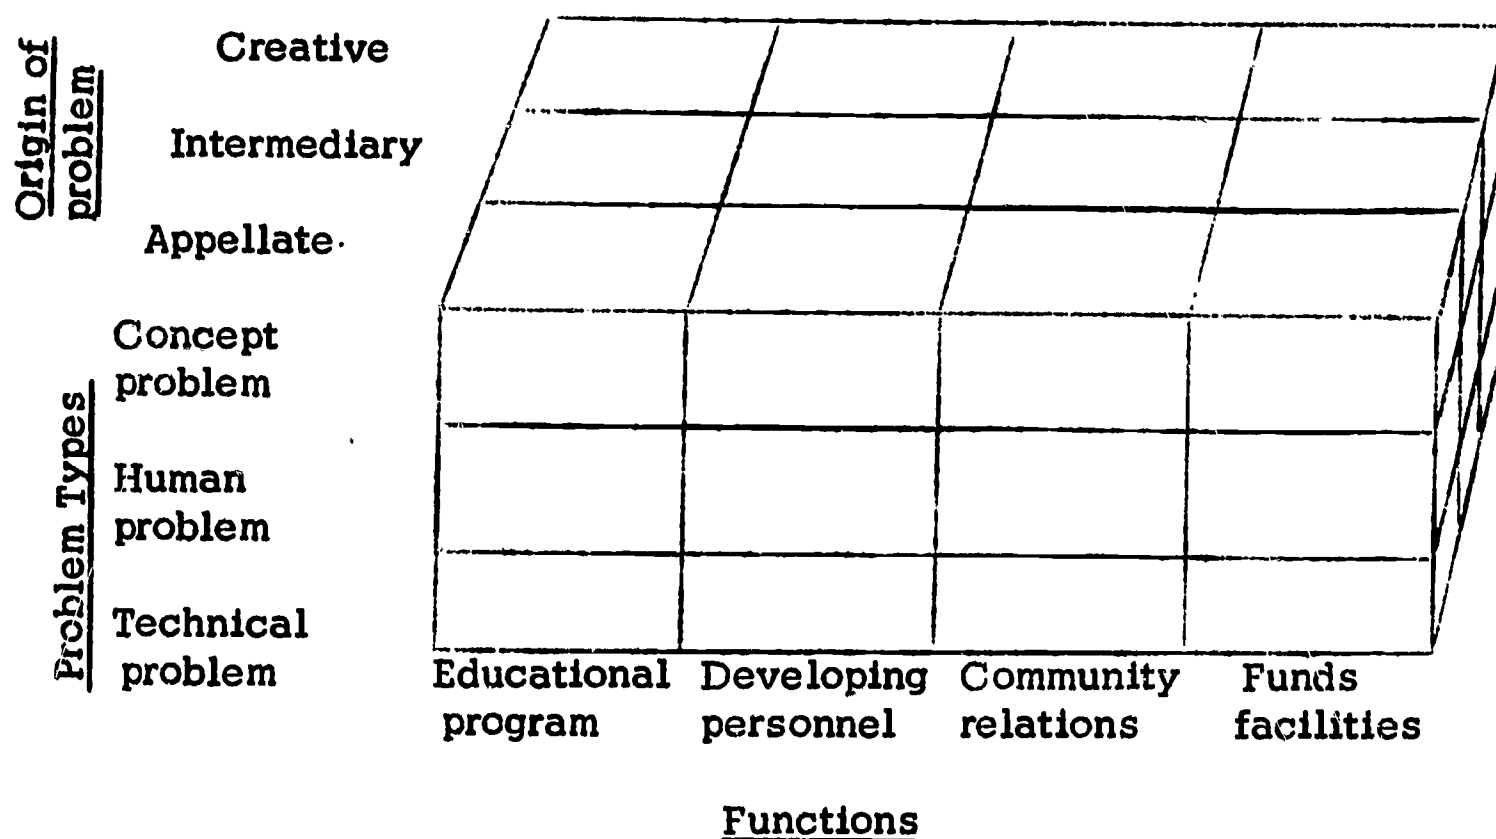 Origin of
problem
Creative
Intermediary
Appellate
Problem Types
Concept
problem
Human
problem
Technical
problem
Educational
program
Developing
personnel
Community
relations
Funds
facilities
Functions